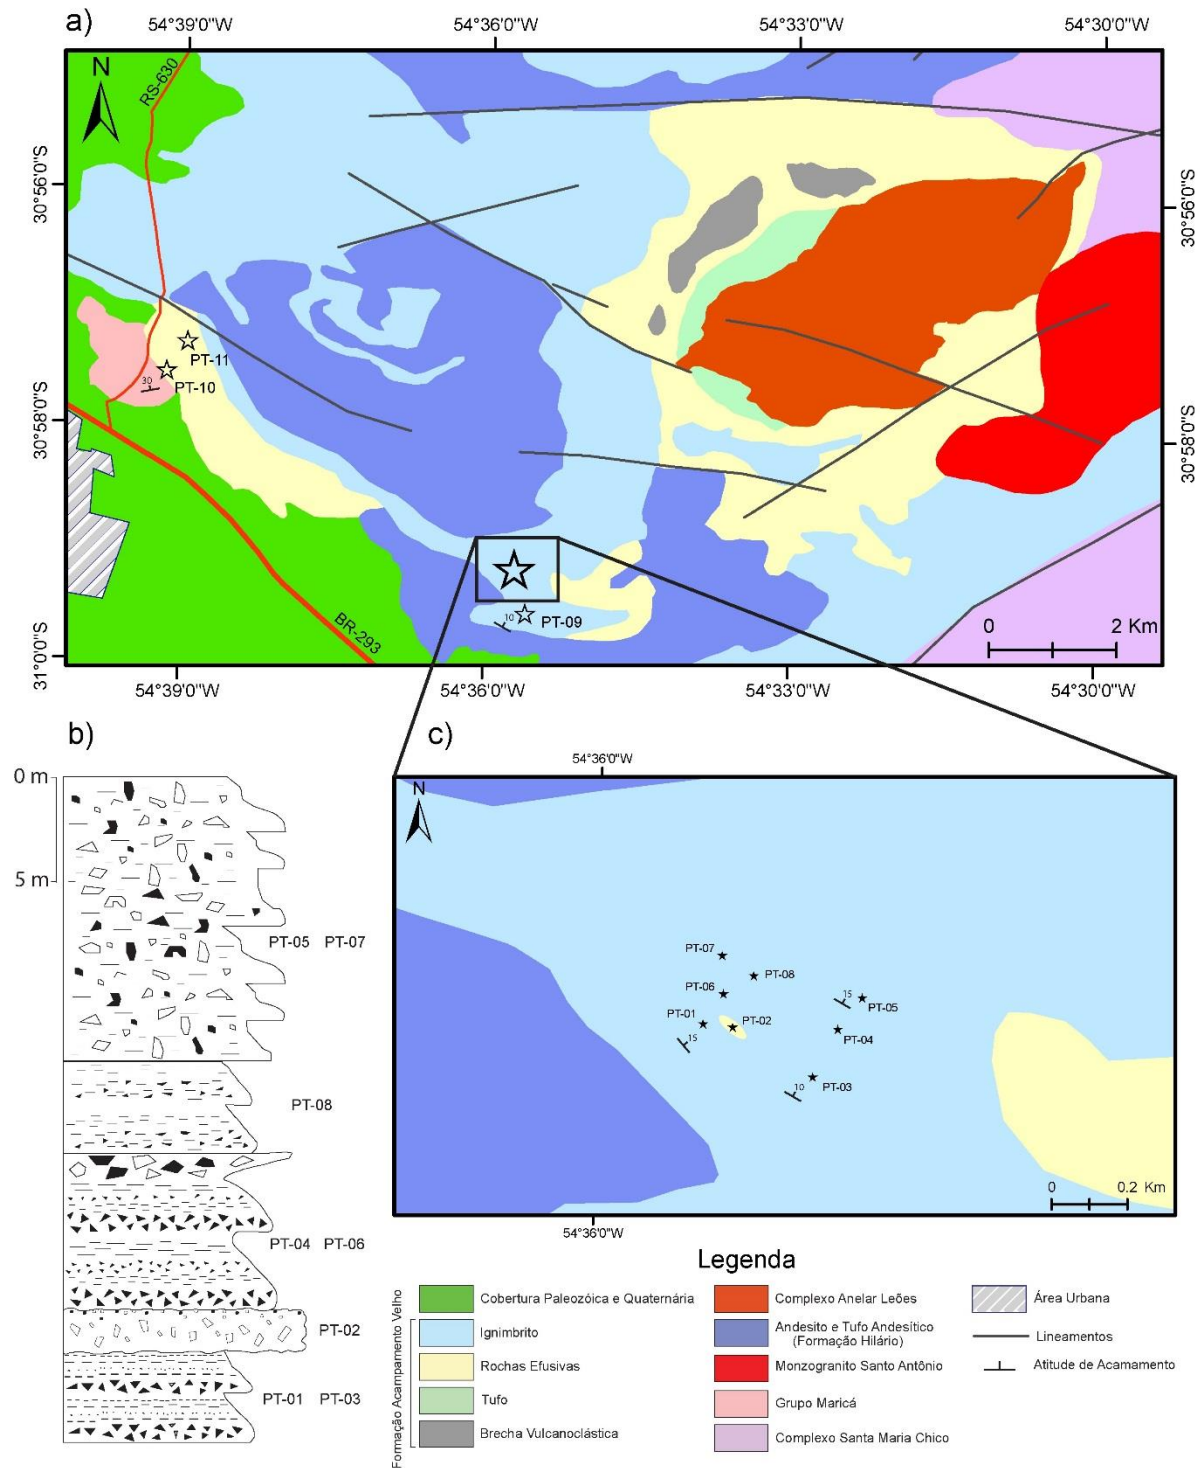 a)
54°39'0"W
54°36'0"W
54°33'0"W
54°30'0"W
N
RS-630
30°56'0"S
30°56'0"S
PT-11
PT-10
30
30°58'0"S
30°58'0"S
BR-293
10
PT-09
0
2 Km
31°0'0"S
54°39'0"W
54°36'0"W
54°33'0"W
54°30'0"W
b)
0 m
5 m
PT-05 PT-07
PT-08
PT-04 PT-06
PT-02
PT-01 PT-03
c)
54°36'0"W
N
PT-07
PT-08
PT-06
15
PT-05
PT-01
PT-02
PT-04
15
PT-03
10
0
0.2 Km
54°36'0"W
Legenda
Formação Acampamento Velho
Cobertura Paleozóica e Quaternária
Ignimbrito
Rochas Efusivas
Tufo
Brecha Vulcanoclástica
Complexo Anelar Leões
Andesito e Tufo Andesítico
(Formação Hilário)
Monzogranito Santo Antônio
Grupo Maricá
Complexo Santa Maria Chico
Área Urbana
Lineamentos
Atitude de Acamamento